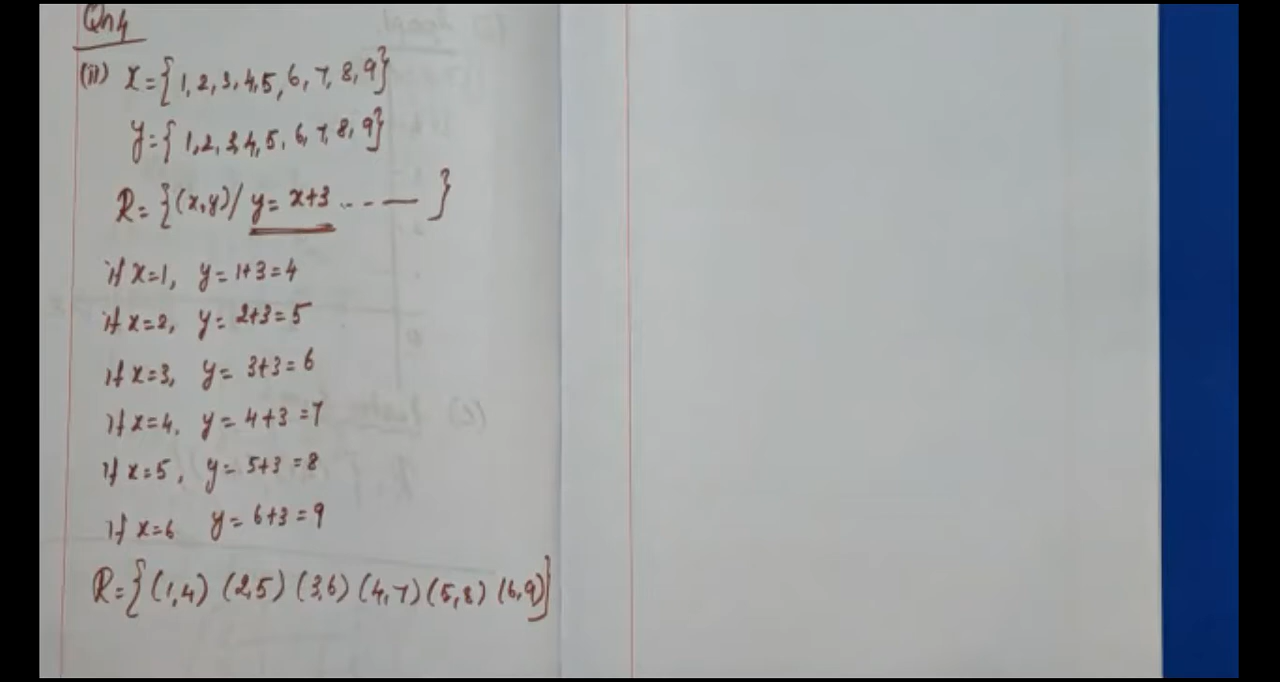 Qn 4
(ii) x = { 1, 2, 3, 4, 5, 6, 7, 8, 9}
y = { 1, 2, 3, 4, 5, 6, 7, 8, 9}
R = {(x,y)/ y = x+3 ... — }
if x=1, y = 1+3 = 4
if x=2, y = 2+3 = 5
if x=3, y = 3+3 = 6
if x=4, y = 4+3 = 7
if x=5, y = 5+3 = 8
if x=6 y = 6+3 = 9
R = {(1,4) (2,5) (3,6) (4,7) (5,8) (6,9)}